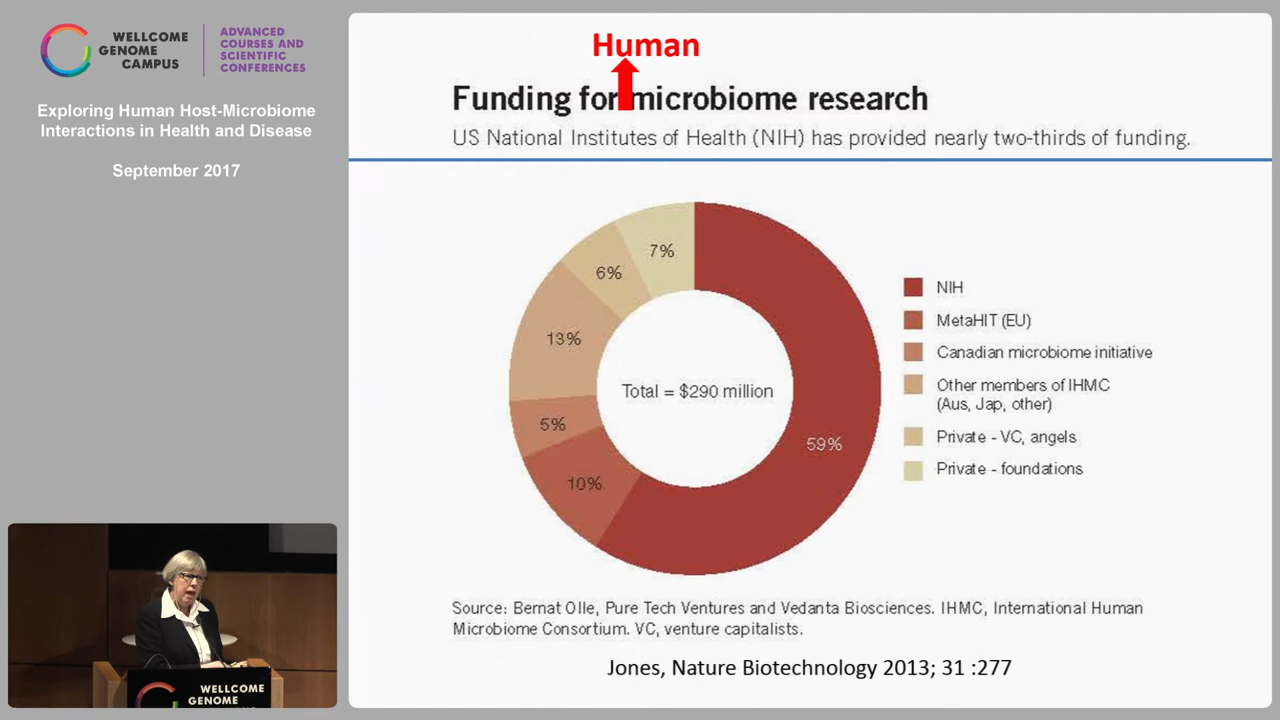 WELLCOME
GENOME
CAMPUS
ADVANCED
COURSES AND
SCIENTIFIC
CONFERENCES
Exploring Human Host-Microbiome
Interactions in Health and Disease
September 2017
Human
Funding for microbiome research
US National Institutes of Health (NIH) has provided nearly two-thirds of funding.
7%
6%
13%
5%
10%
59%
Total = $290 million
NIH
MetaHIT (EU)
Canadian microbiome initiative
Other members of IHMC
(Aus, Jap, other)
Private - VC, angels
Private - foundations
Source: Bernat Olle, Pure Tech Ventures and Vedanta Biosciences. IHMC, International Human
Microbiome Consortium. VC, venture capitalists.
Jones, Nature Biotechnology 2013; 31 :277
WELLCOME
GENOME